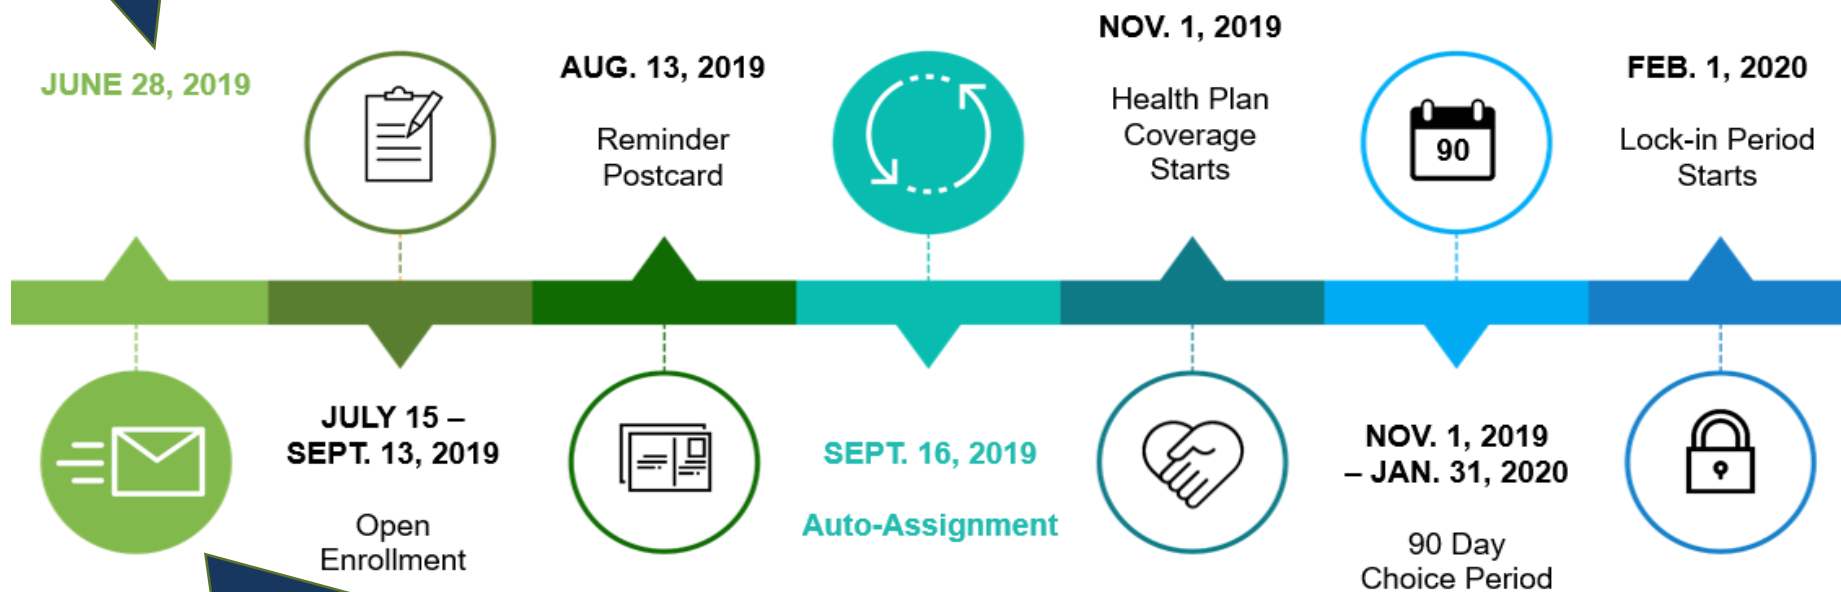 JUNE 28, 2019
JULY 15 –
SEPT. 13, 2019
Open
Enrollment
AUG. 13, 2019
Reminder
Postcard
SEPT. 16, 2019
Auto-Assignment
NOV. 1, 2019
Health Plan
Coverage
Starts
90
NOV. 1, 2019
– JAN. 31, 2020
90 Day
Choice Period
FEB. 1, 2020
Lock-in Period
Starts